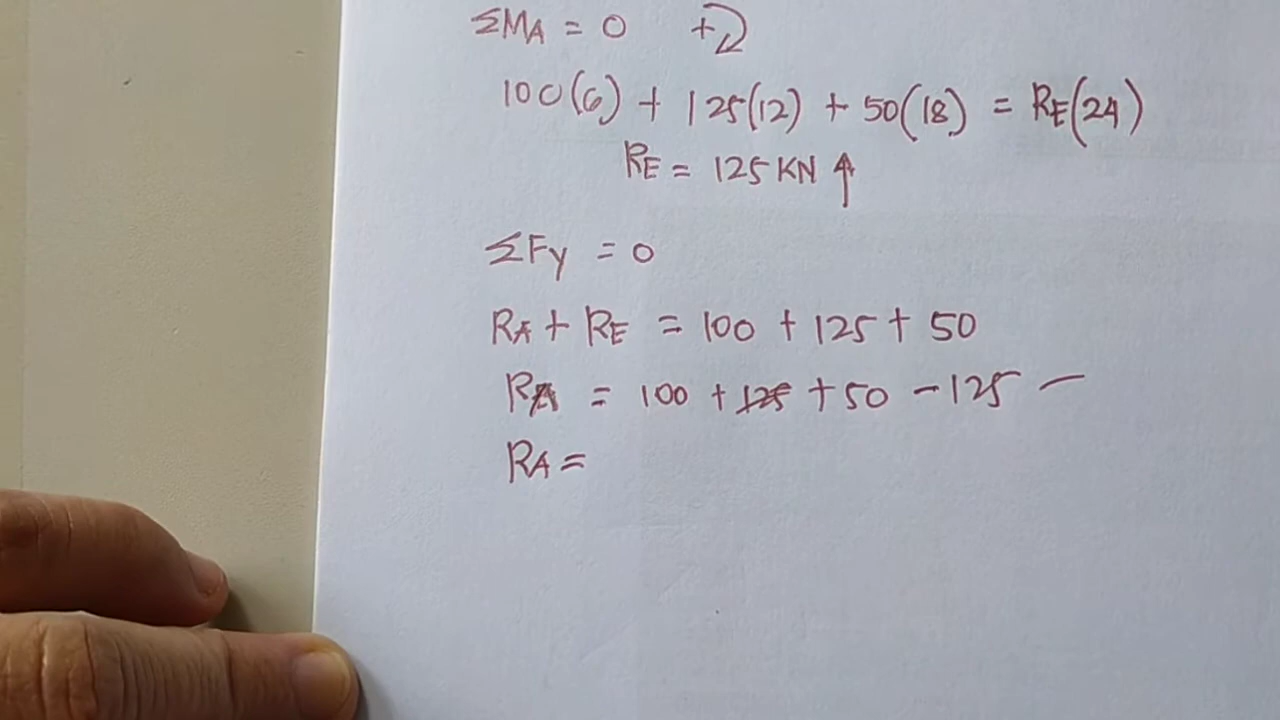 ΣMA = 0 +
100(6) + 125(12) + 50(18) = RE(24)
RE = 125 KN ↑
ΣFy = 0
RA + RE = 100 + 125 + 50
RA = 100 + 125 + 50 - 125 -
RA =